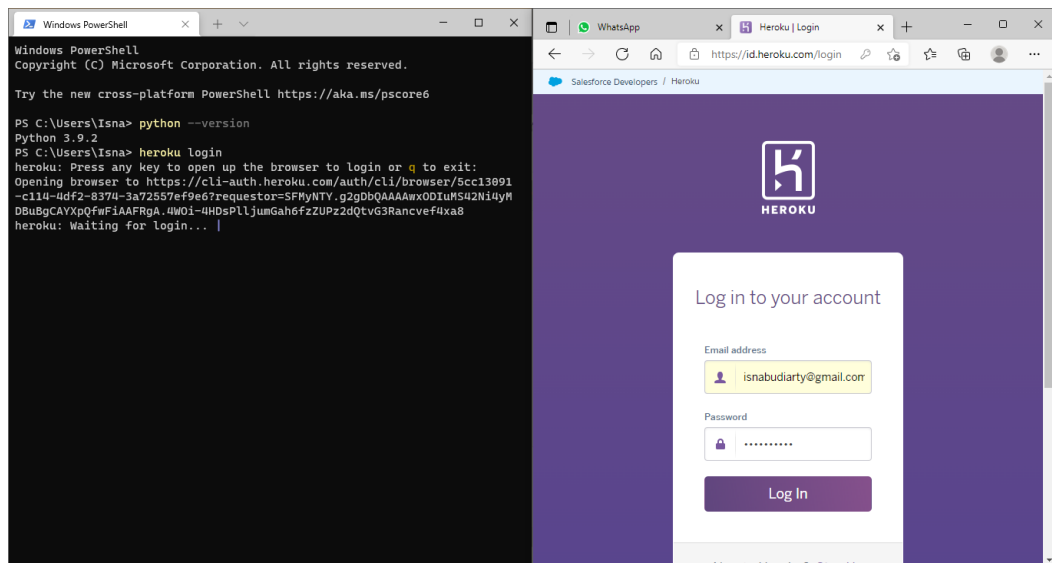 Windows PowerShell
Windows PowerShell
Copyright (C) Microsoft Corporation. All rights reserved.
Try the new cross-platform PowerShell https://aka.ms/pscore6
PS C:\Users\Isna> python --version
Python 3.9.2
PS C:\Users\Isna> heroku login
heroku: Press any key to open up the browser to login or q to exit:
Opening browser to https://cli-auth.heroku.com/auth/cli/browser/5cc13091
-c114-4df2-8374-3a72557ef9e6?requestor=SFMyNTY.g2gDbQAAAAwxODIuMS42Ni4yM
DBuBgCAYXpQfwFiAAFRgA.4WOi-4HDsPlljumGah6fzZUPz2dQtvG3Rancvef4xa8
heroku: Waiting for login...
WhatsApp
Heroku | Login
https://id.heroku.com/login
Salesforce Developers / Heroku
HEROKU
Log in to your account
Email address
isnabudiarty@gmail.com
Password
Log In